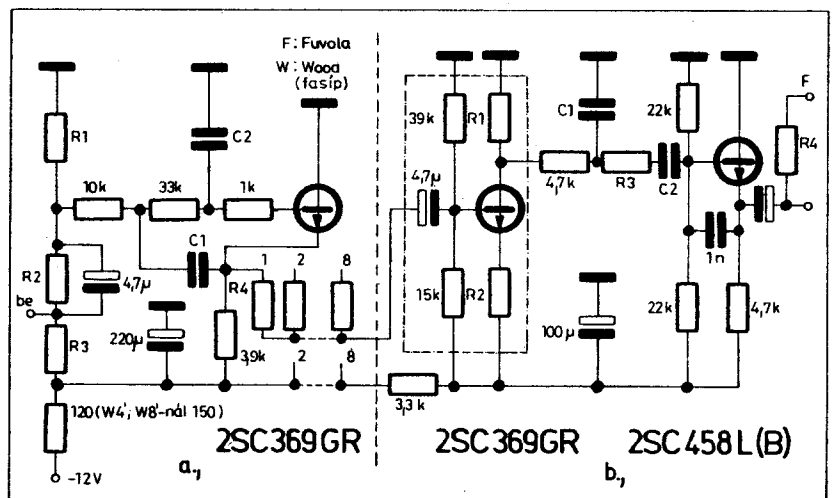 F: Fuvola
W: Wood
(fasíp)
R1
C2
10k
33k
1k
R2
4,7µ
be
C1
R3
220µ
R4
3,9k
1
2
8
2
8
120 (W4'; W8'-nál 150)
-12V
2SC369GR
a.,
39k
R1
4,7µ
15k
R2
C1
4,7k
R3
C2
22k
F
R4
1n
100µ
22k
4,7k
3,3k
2SC369GR
2SC458L(B)
b.,